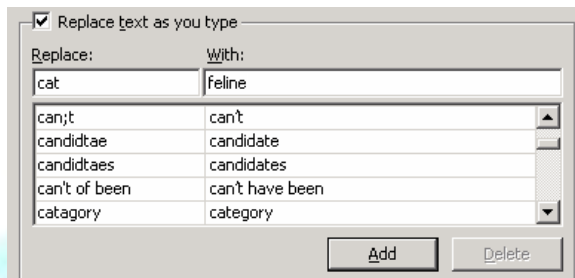 Replace text as you type
Replace: With:
cat feline
can;t can't
candidtae candidate
candidtaes candidates
can't of been can't have been
catagory category
Add Delete